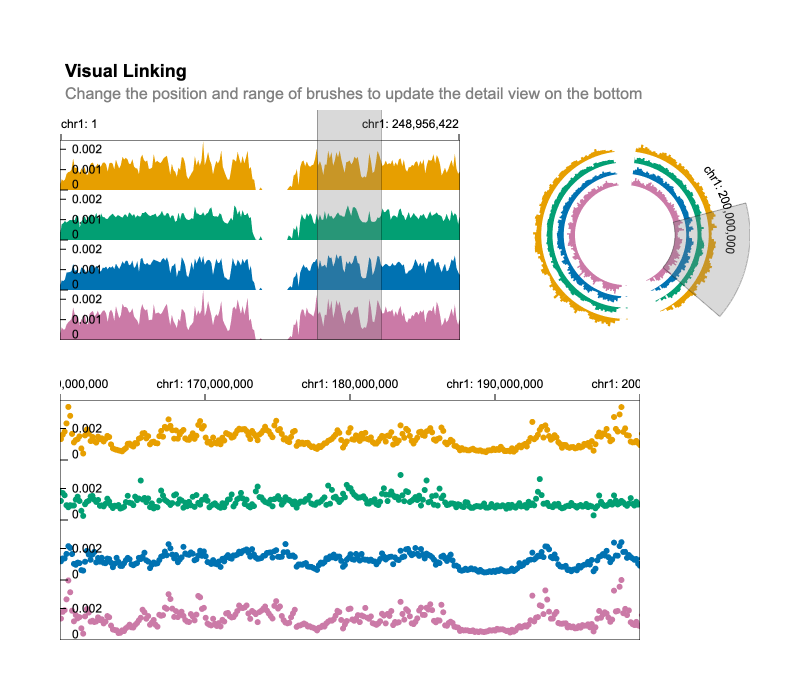 Visual Linking
Change the position and range of brushes to update the detail view on the bottom
chr1: 1
chr1: 248,956,422
0.002
0.001
0
0.002
0.001
0
0.002
0.001
0
0.002
0.001
0
chr1: 200,000,000
0,000,000
chr1: 170,000,000
chr1: 180,000,000
chr1: 190,000,000
chr1: 200
0.002
0
0.002
0
0.002
0
0.002
0